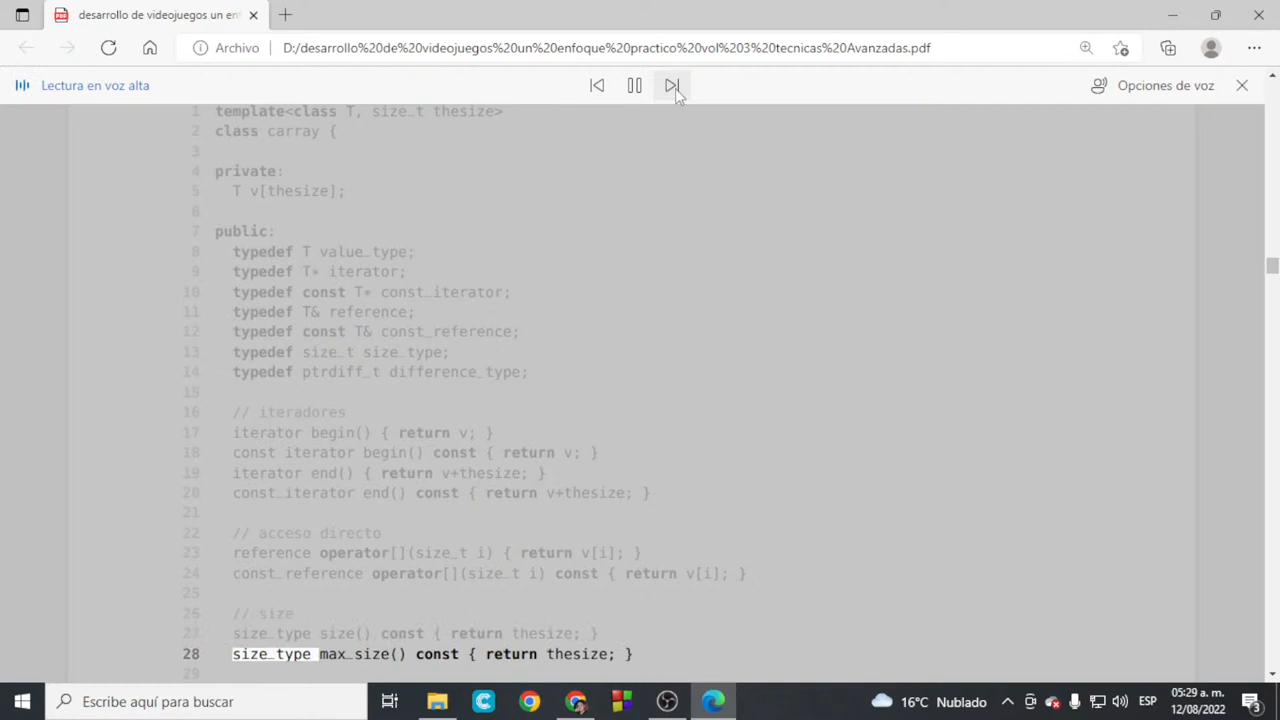 desarrollo de videojuegos un en
Archivo
D:/desarrollo%20de%20videojuegos%20un%20enfoque%20practico%20vol%203%20tecnicas%20Avanzadas.pdf
Lectura en voz alta
Opciones de voz
1 template<class T, size_t thesize>
2 class carray {
3
4 private:
5 T v[thesize];
6
7 public:
8 typedef T value_type;
9 typedef T* iterator;
10 typedef const T* const_iterator;
11 typedef T& reference;
12 typedef const T& const_reference;
13 typedef size_t size_type;
14 typedef ptrdiff_t difference_type;
15
16 // iteradores
17 iterator begin() { return v; }
18 const iterator begin() const { return v; }
19 iterator end() { return v+thesize; }
20 const_iterator end() const { return v+thesize; }
21
22 // acceso directo
23 reference operator[](size_t i) { return v[i]; }
24 const_reference operator[](size_t i) const { return v[i]; }
25
26 // size
27 size_type size() const { return thesize; }
28 size_type max_size() const { return thesize; }
29
Escribe aquí para buscar
16°C Nublado
ESP
05:29 a. m.
12/08/2022
3